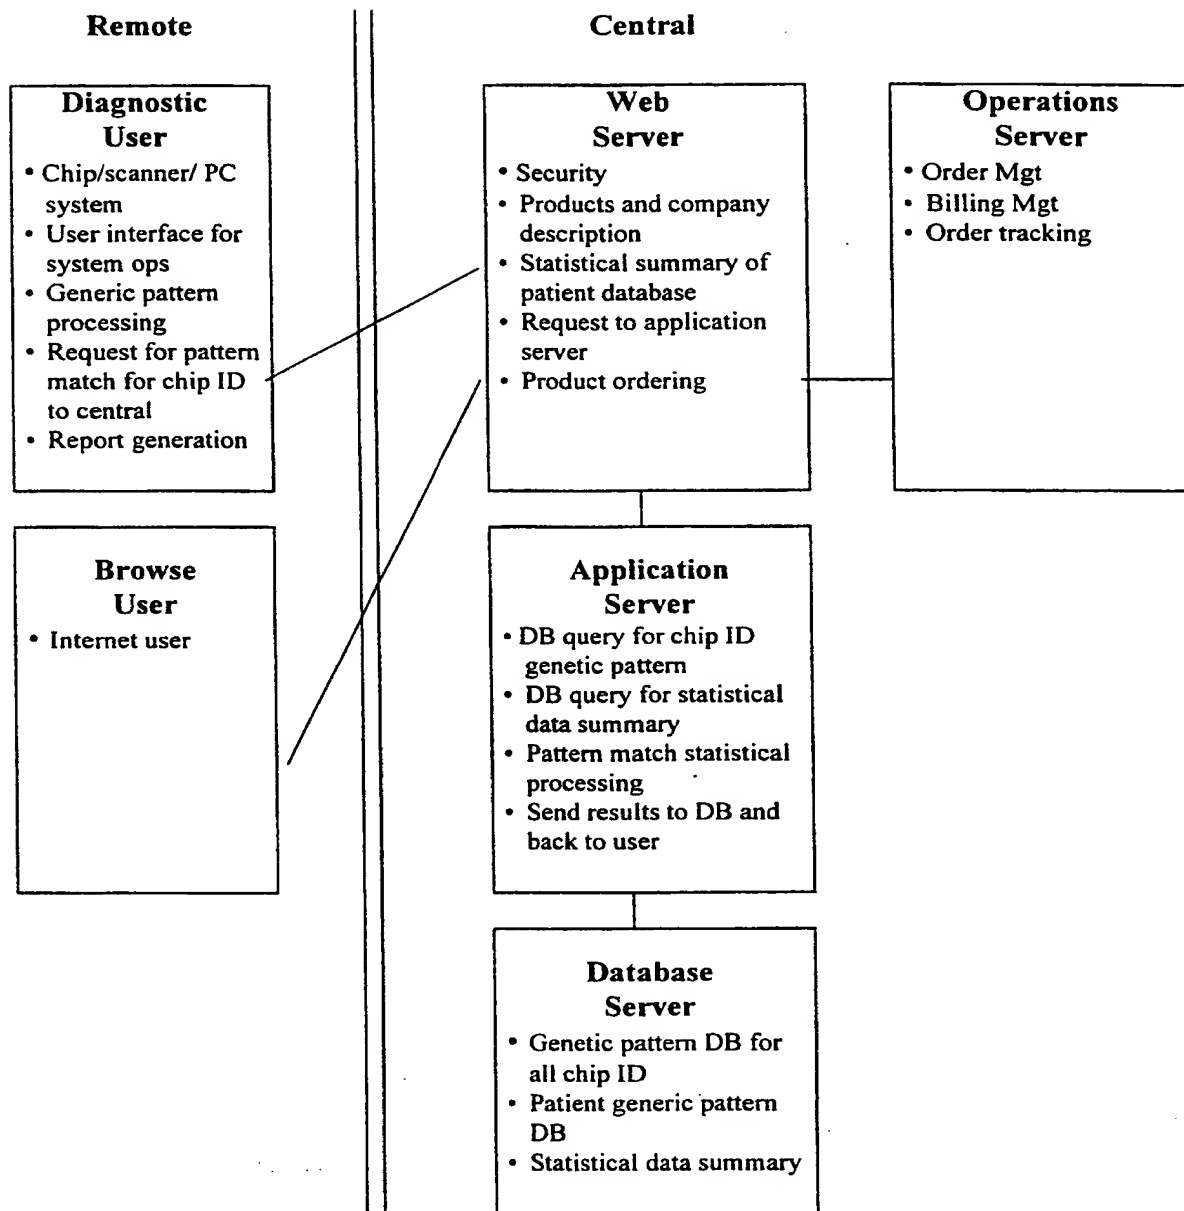 Remote
Central
Diagnostic
User
• Chip/scanner/ PC
system
• User interface for
system ops
• Generic pattern
processing
• Request for pattern
match for chip ID
to central
• Report generation
Web
Server
• Security
• Products and company
description
• Statistical summary of
patient database
• Request to application
server
• Product ordering
Operations
Server
• Order Mgt
• Billing Mgt
• Order tracking
Browse
User
• Internet user
Application
Server
• DB query for chip ID
genetic pattern
• DB query for statistical
data summary
• Pattern match statistical
processing
• Send results to DB and
back to user
Database
Server
• Genetic pattern DB for
all chip ID
• Patient generic pattern
DB
• Statistical data summary